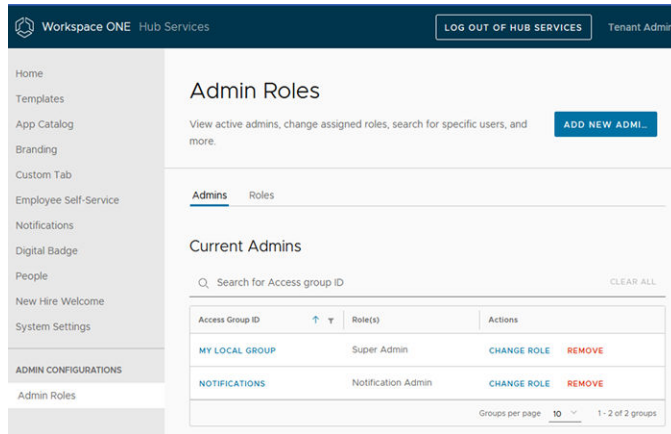 Workspace ONE Hub Services
LOG OUT OF HUB SERVICES
Tenant Admin
Home
Templates
App Catalog
Branding
Custom Tab
Employee Self-Service
Notifications
Digital Badge
People
New Hire Welcome
System Settings
ADMIN CONFIGURATIONS
Admin Roles
Admin Roles
View active admins, change assigned roles, search for specific users, and
more.
ADD NEW ADMI...
Admins Roles
Current Admins
Search for Access group ID
CLEAR ALL
Access Group ID Role(s) Actions
MY LOCAL GROUP Super Admin CHANGE ROLE REMOVE
NOTIFICATIONS Notification Admin CHANGE ROLE REMOVE
Groups per page 10 1 - 2 of 2 groups